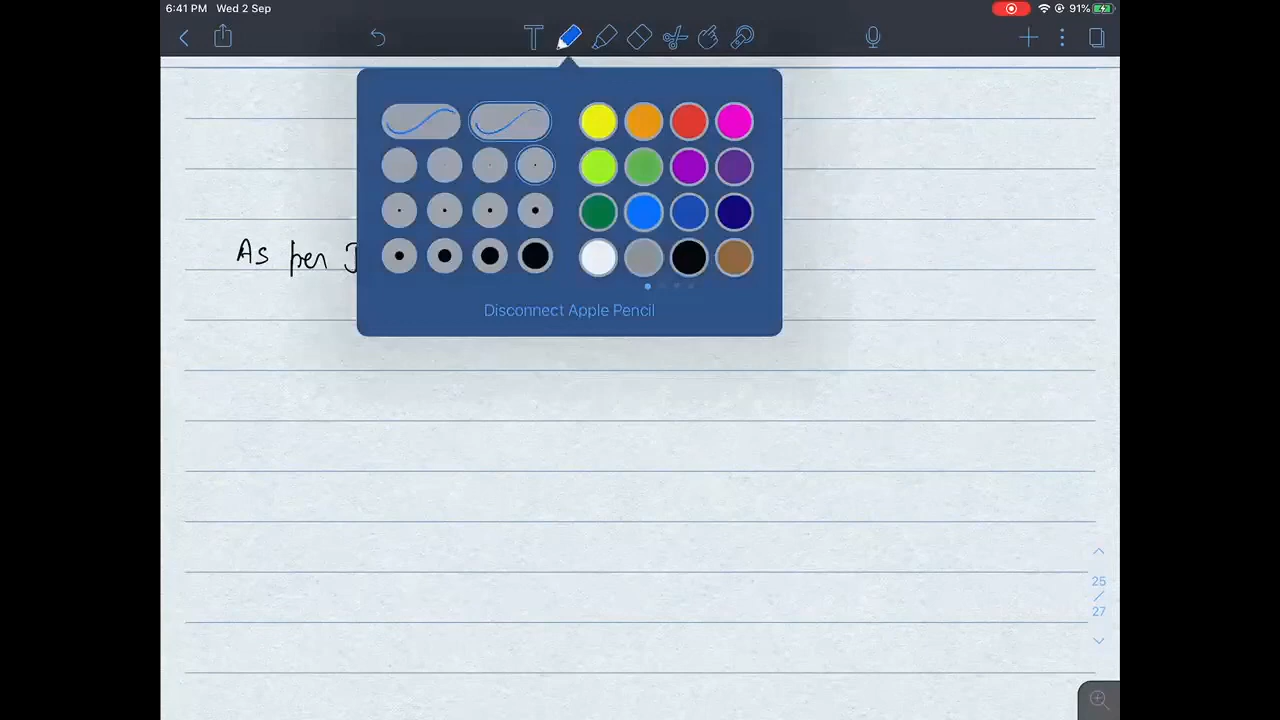 6:41 PM Wed 2 Sep
91%
T
As per
Disconnect Apple Pencil
25
/
27